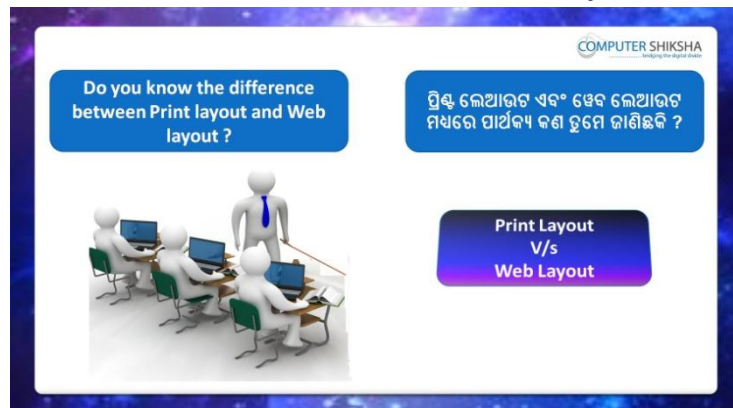 COMPUTER SHIKSHA
bridging the digital divide
Do you know the difference
between Print layout and Web
layout ?
ପ୍ରିଣ୍ଟ ଲେଆଉଟ ଏବଂ ୱେବ ଲେଆଉଟ
ମଧ୍ୟରେ ପାର୍ଥକ୍ୟ କଣ ତୁମେ ଜାଣିଛକି ?
Print Layout
V/s
Web Layout